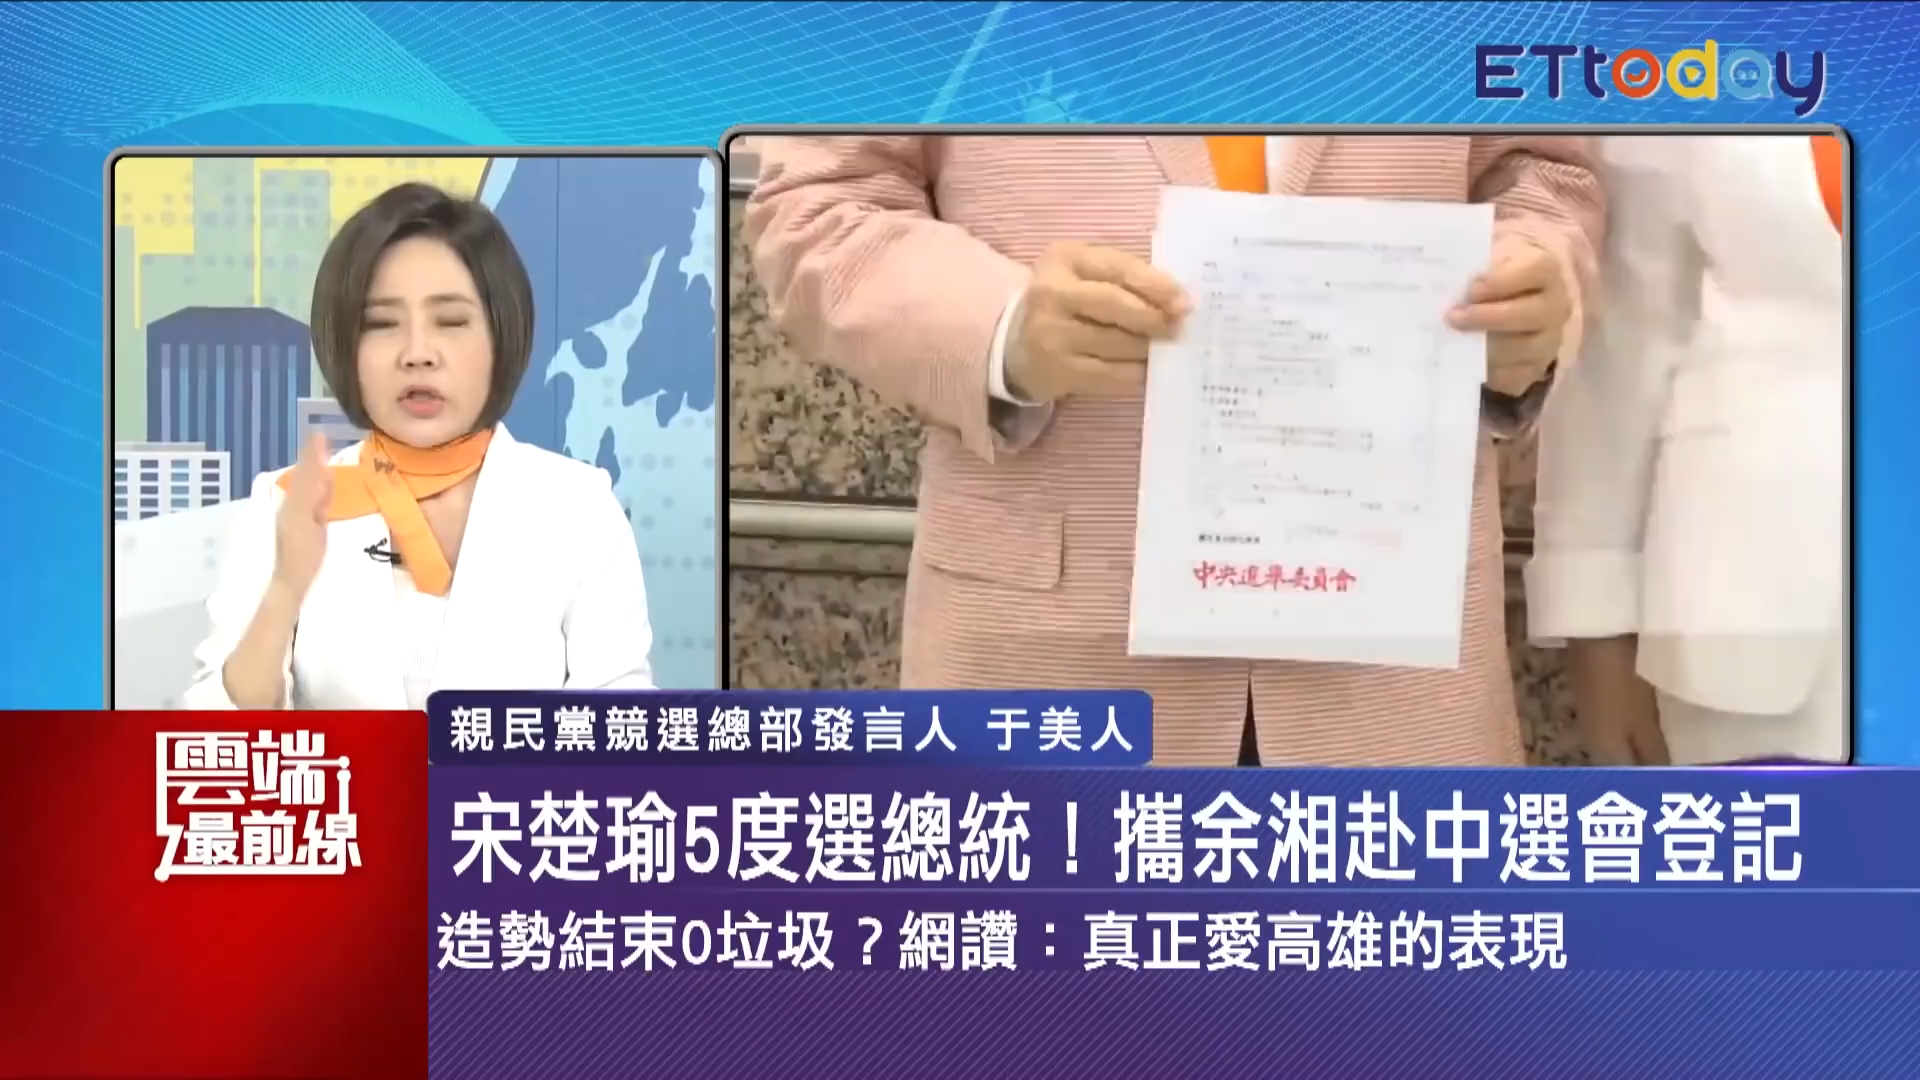 ETtoday
中央選舉委員會
親民黨競選總部發言人 于美人
雲端
最前線
宋楚瑜5度選總統！攜余湘赴中選會登記
造勢結束0垃圾？網讚：真正愛高雄的表現